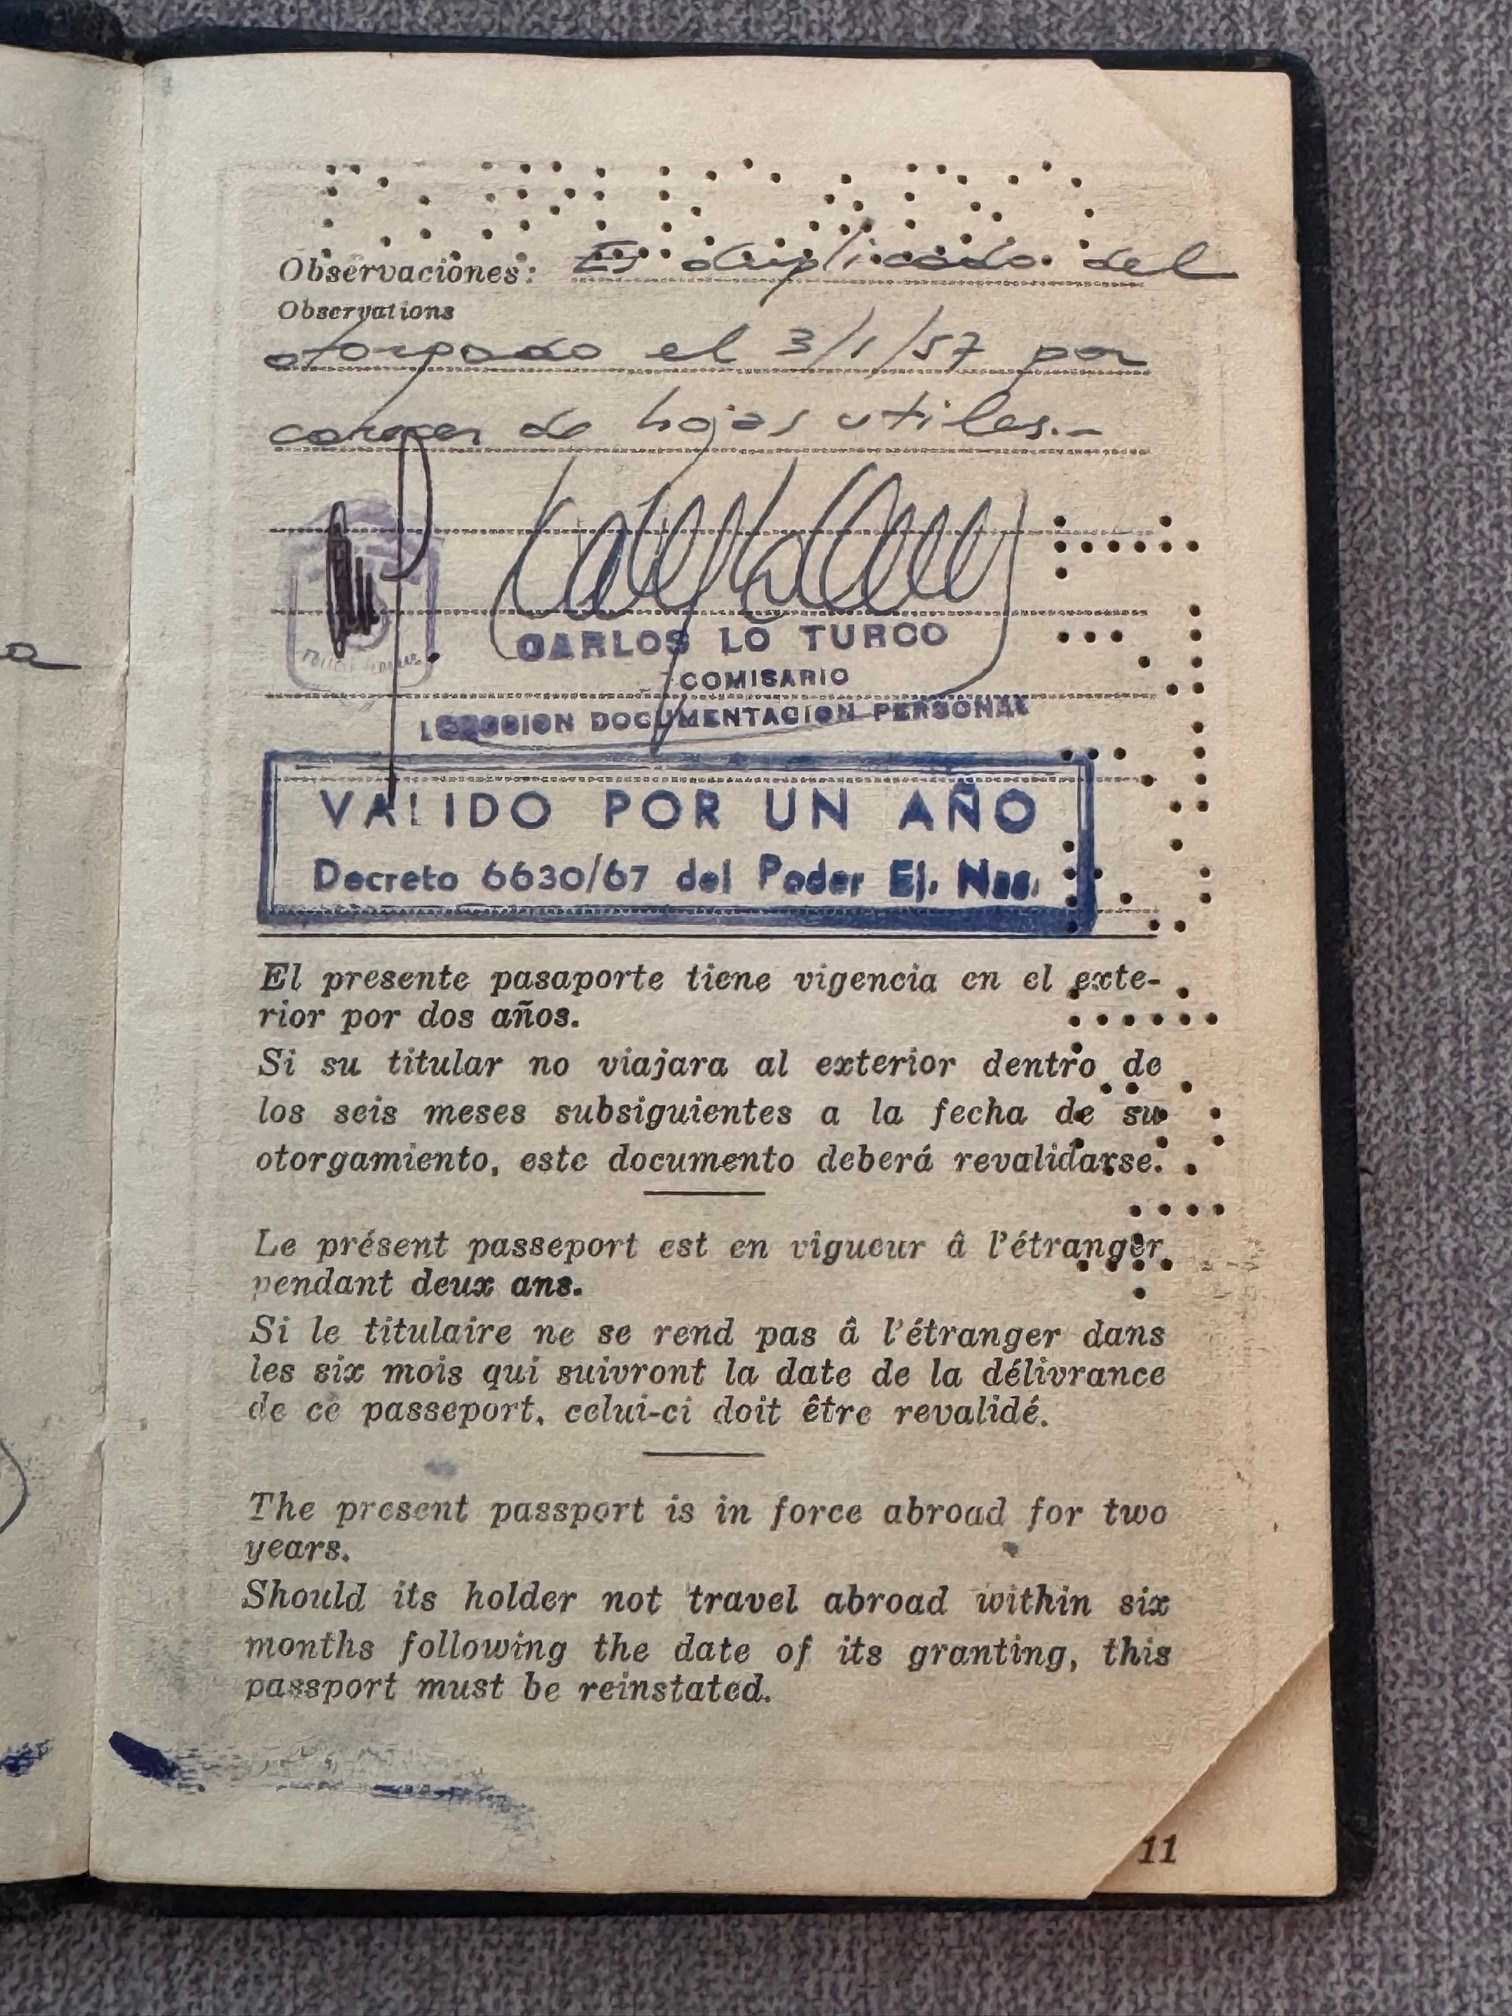 Observaciones: Es duplicado del
Observations
otorgado el 3/1/57 por
carecer de hojas utiles.-
CARLOS LO TURCO
COMISARIO
DOCUMENTACION PERSONAL
VALIDO POR UN AÑO
Decreto 6630/67 del Poder Ej. Nac.
El presente pasaporte tiene vigencia en el exte-
rior por dos años.
Si su titular no viajara al exterior dentro de
los seis meses subsiguientes a la fecha de su
otorgamiento, este documento deberá revalidarse.
Le présent passeport est en vigueur â l'étranger
pendant deux ans.
Si le titulaire ne se rend pas â l'étranger dans
les six mois qui suivront la date de la délivrance
de ce passeport, celui-ci doit être revalidé.
The present passport is in force abroad for two
years.
Should its holder not travel abroad within six
months following the date of its granting, this
passport must be reinstated.
11